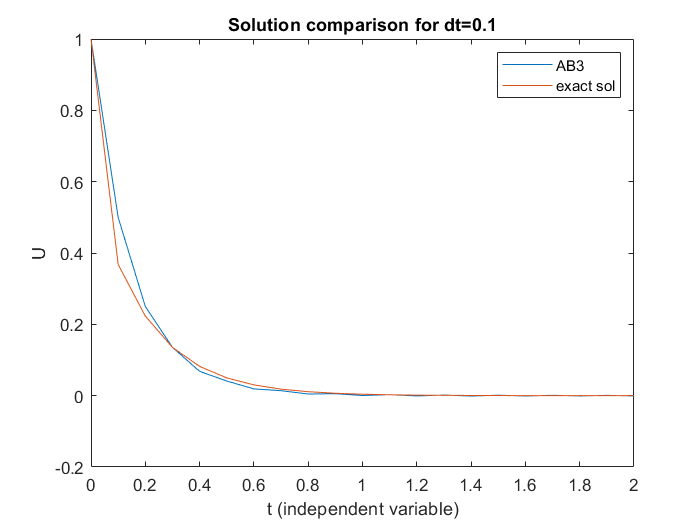 Solution comparison for dt=0.1
AB3
exact sol
U
1
0.8
0.6
0.4
0.2
0
-0.2
0 0.2 0.4 0.6 0.8 1 1.2 1.4 1.6 1.8 2
t (independent variable)